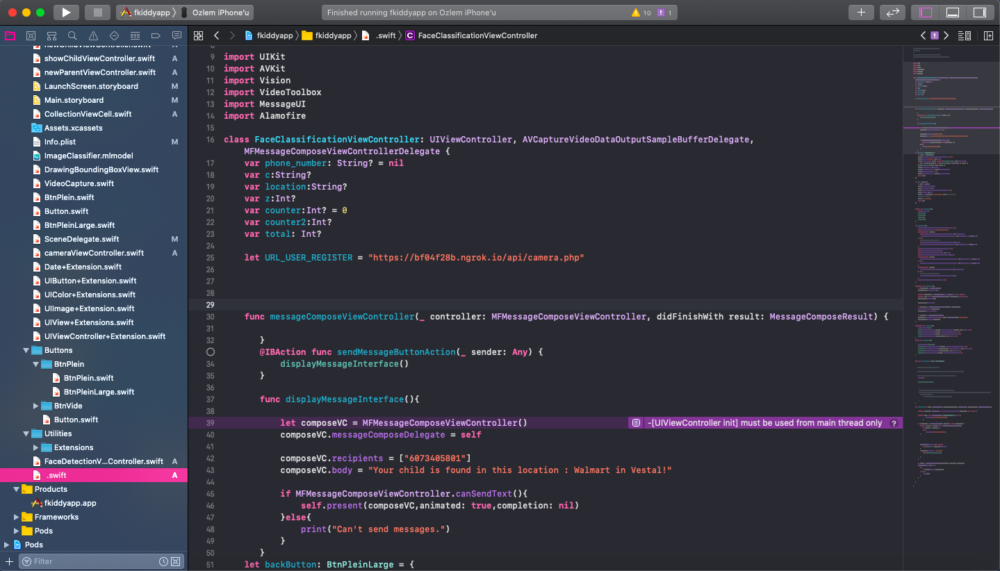 fkiddyapp 〉 Ozlem iPhone'u
Finished running fkiddyapp on Ozlem iPhone'u
10
1
fkiddyapp 〉 fkiddyapp 〉 .swift 〉 C FaceClassificationViewController
newChildViewController.swift A
showChildViewController.swift A
newParentViewController.swift A
LaunchScreen.storyboard M
Main.storyboard M
CollectionViewCell.swift A
Assets.xcassets
Info.plist M
ImageClassifier.mlmodel
DrawingBoundingBoxView.swift
VideoCapture.swift
BtnPlein.swift
Button.swift
BtnPleinLarge.swift
SceneDelegate.swift M
cameraViewController.swift A
Date+Extension.swift
UIButton+Extension.swift
UIColor+Extensions.swift
UIImage+Extension.swift
UIView+Extensions.swift
UIViewController+Extension.swift
Buttons
BtnPlein
BtnPlein.swift
BtnPleinLarge.swift
BtnVide
Button.swift
Utilities
Extensions
FaceDetectionV...Controller.swift A
.swift A
Products
fkiddyapp.app
Frameworks
Pods
Pods
Filter
8
9 import UIKit
10 import AVKit
11 import Vision
12 import VideoToolbox
13 import MessageUI
14 import Alamofire
15
16 class FaceClassificationViewController: UIViewController, AVCaptureVideoDataOutputSampleBufferDelegate,
MFMessageComposeViewControllerDelegate {
17 var phone_number: String? = nil
18 var c:String?
19 var location:String?
20 var z:Int?
21 var counter:Int? = 0
22 var counter2:Int?
23 var total: Int?
24
25 let URL_USER_REGISTER = "https://bf04f28b.ngrok.io/api/camera.php"
26
27
28
29
30 func messageComposeViewController(_ controller: MFMessageComposeViewController, didFinishWith result: MessageComposeResult) {
31
32 }
@IBAction func sendMessageButtonAction(_ sender: Any) {
34 displayMessageInterface()
35 }
36
37 func displayMessageInterface(){
38
39 let composeVC = MFMessageComposeViewController() -[UIViewController init] must be used from main thread only ?
40 composeVC.messageComposeDelegate = self
41
42 composeVC.recipients = ["6073405801"]
43 composeVC.body = "Your child is found in this location : Walmart in Vestal!"
44
45 if MFMessageComposeViewController.canSendText(){
46 self.present(composeVC,animated: true,completion: nil)
47 }else{
48 print("Can't send messages.")
49 }
50 }
51 let backButton: BtnPleinLarge = {